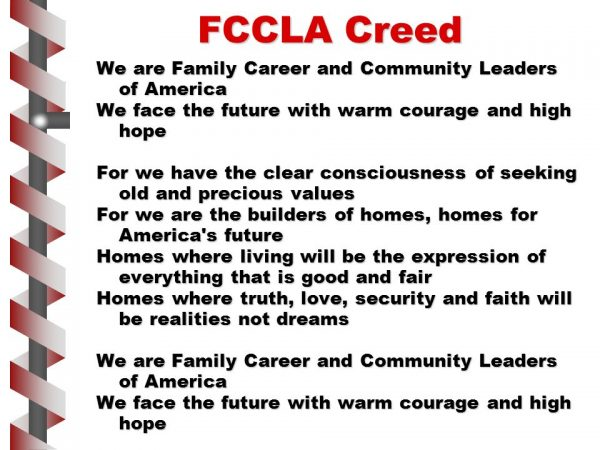 FCCLA Creed
We are Family Career and Community Leaders
of America
We face the future with warm courage and high
hope
For we have the clear consciousness of seeking
old and precious values
For we are the builders of homes, homes for
America's future
Homes where living will be the expression of
everything that is good and fair
Homes where truth, love, security and faith will
be realities not dreams
We are Family Career and Community Leaders
of America
We face the future with warm courage and high
hope